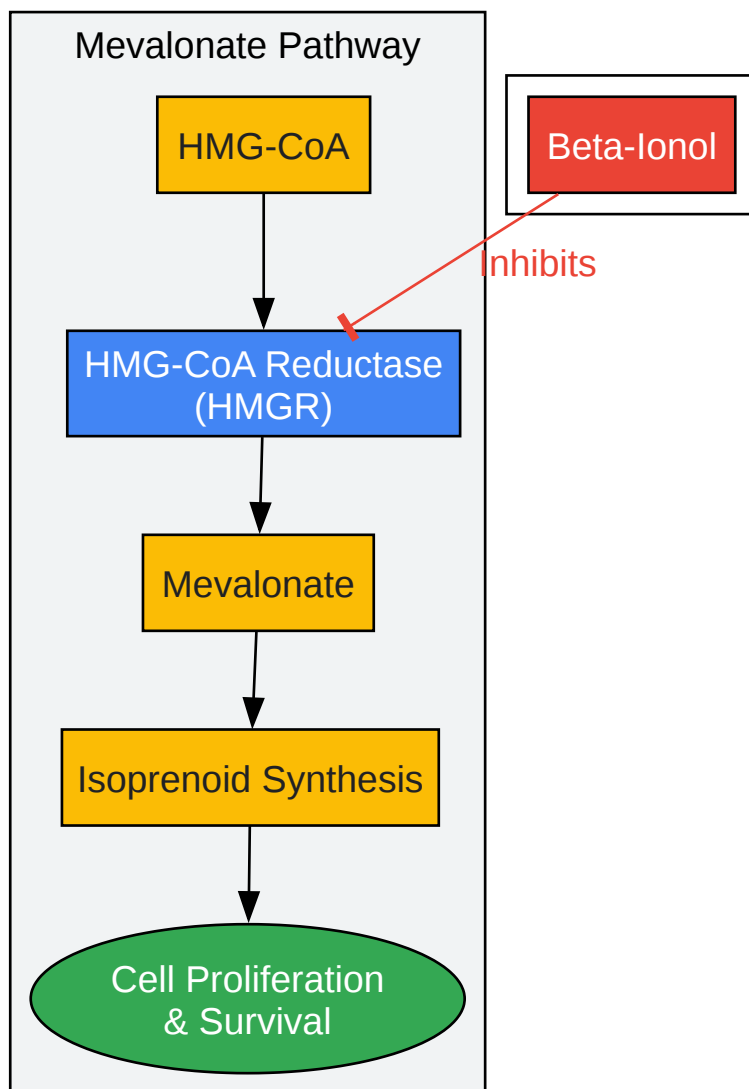 Mevalonate Pathway
HMG-CoA
Beta-Ionol
Inhibits
HMG-CoA Reductase
(HMGR)
Mevalonate
Isoprenoid Synthesis
Cell Proliferation
& Survival